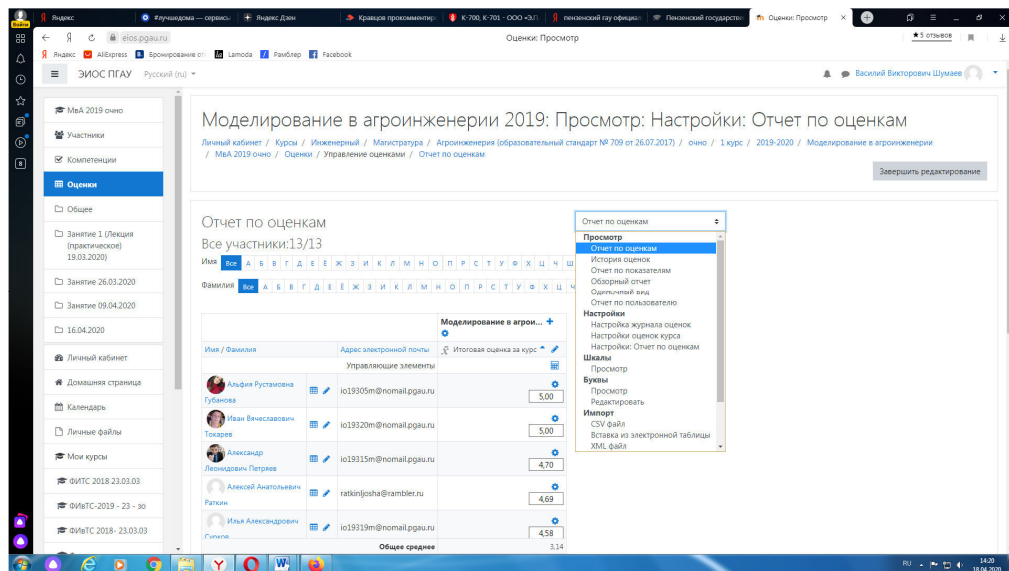 Войти
Яндекс
#лучшедома — сервисы
Яндекс Дзен
Кравцов прокомментиро
К-700, К-701 - ООО «Э.П
пензенский гау официал
Пензенский государстве
Оценки: Просмотр
eios.pgau.ru
Оценки: Просмотр
★ 5 отзывов
Яндекс
AliExpress
Бронирование от
Lamoda
Рамблер
Facebook
ЭИОС ПГАУ
Русский (ru)
Василий Викторович Шумаев
МвА 2019 очно
Участники
Компетенции
Оценки
Общее
Занятие 1 (Лекция
(практическое)
19.03.2020)
Занятие 26.03.2020
Занятие 09.04.2020
16.04.2020
Личный кабинет
Домашняя страница
Календарь
Личные файлы
Мои курсы
ФИТС 2018 23.03.03
ФИвТС-2019 - 23 - зо
ФИвТС 2018- 23.03.03
Моделирование в агроинженерии 2019: Просмотр: Настройки: Отчет по оценкам
Личный кабинет / Курсы / Инженерный / Магистратура / Агроинженерия (образовательный стандарт № 709 от 26.07.2017) / очно / 1 курс / 2019-2020 / Моделирование в агроинженерии
/ МвА 2019 очно / Оценки / Управление оценками / Отчет по оценкам
Завершить редактирование
Отчет по оценкам
Все участники:13/13
Имя Все А Б В Г Д Е Ё Ж З И К Л М Н О П Р С Т У Ф Х Ц Ч Ш
Фамилия Все А Б В Г Д Е Ё Ж З И К Л М Н О П Р С Т У Ф Х Ц Ч
Моделирование в агрои...
Имя / Фамилия
Адрес электронной почты
Итоговая оценка за курс
Управляющие элементы
Альфия Рустамовна
Губанова
io19305m@nomail.pgau.ru
5,00
Иван Вячеславович
Токарев
io19320m@nomail.pgau.ru
5,00
Александр
Леонидович Петряев
io19315m@nomail.pgau.ru
4,70
Алексей Анатольевич
Раткин
ratkinljosha@rambler.ru
4,69
Илья Александрович
Сурков
io19319m@nomail.pgau.ru
4,58
Общее среднее
3,14
Отчет по оценкам
Просмотр
Отчет по оценкам
История оценок
Отчет по показателям
Обзорный отчет
Одиночный вид
Отчет по пользователю
Настройки
Настройка журнала оценок
Настройки оценок курса
Настройки: Отчет по оценкам
Шкалы
Просмотр
Буквы
Просмотр
Редактировать
Импорт
CSV файл
Вставка из электронной таблицы
XML файл
RU
14:20
18.04.2020